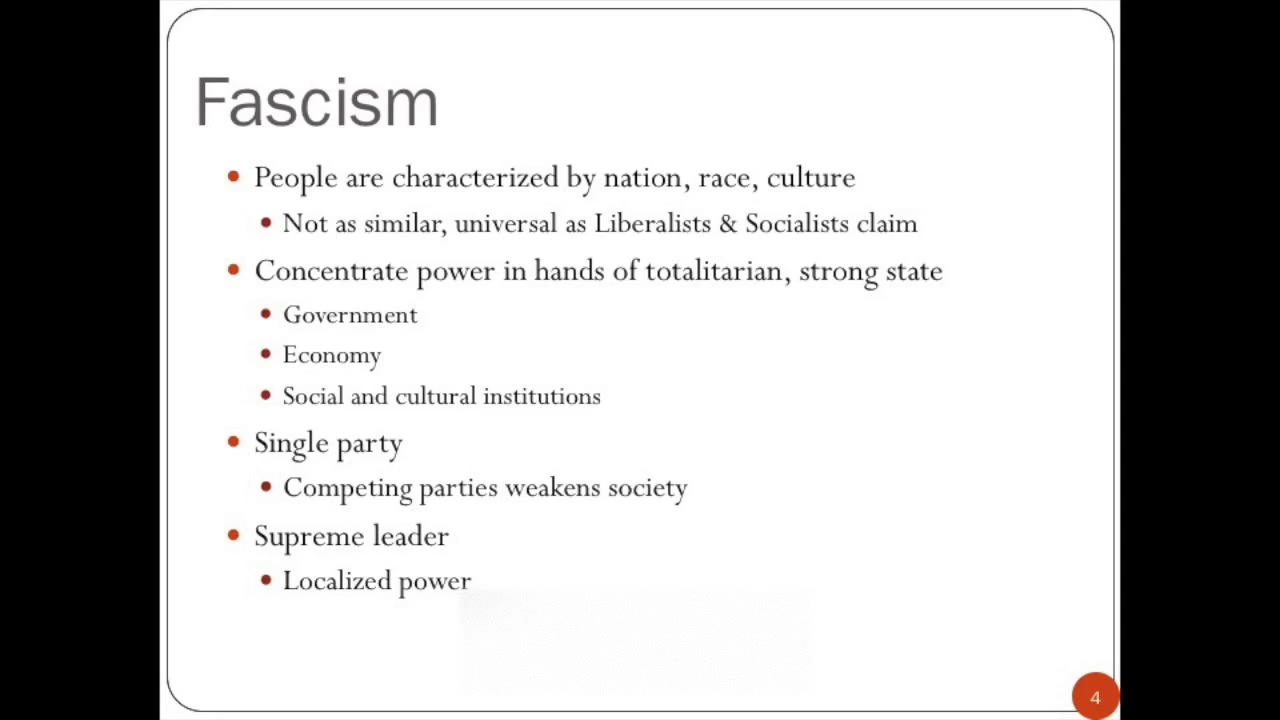 Fascism
People are characterized by nation, race, culture
Not as similar, universal as Liberalists & Socialists claim
Concentrate power in hands of totalitarian, strong state
Government
Economy
Social and cultural institutions
Single party
Competing parties weakens society
Supreme leader
Localized power
4